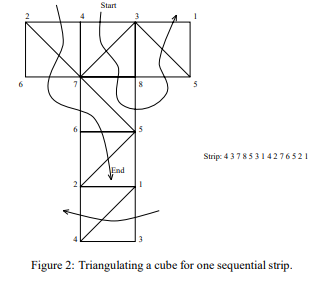 Start
2 4 3 1
6 7 8 5
6 5
Strip: 4 3 7 8 5 3 1 4 2 7 6 5 2 1
End
2 1
4 3
Figure 2: Triangulating a cube for one sequential strip.